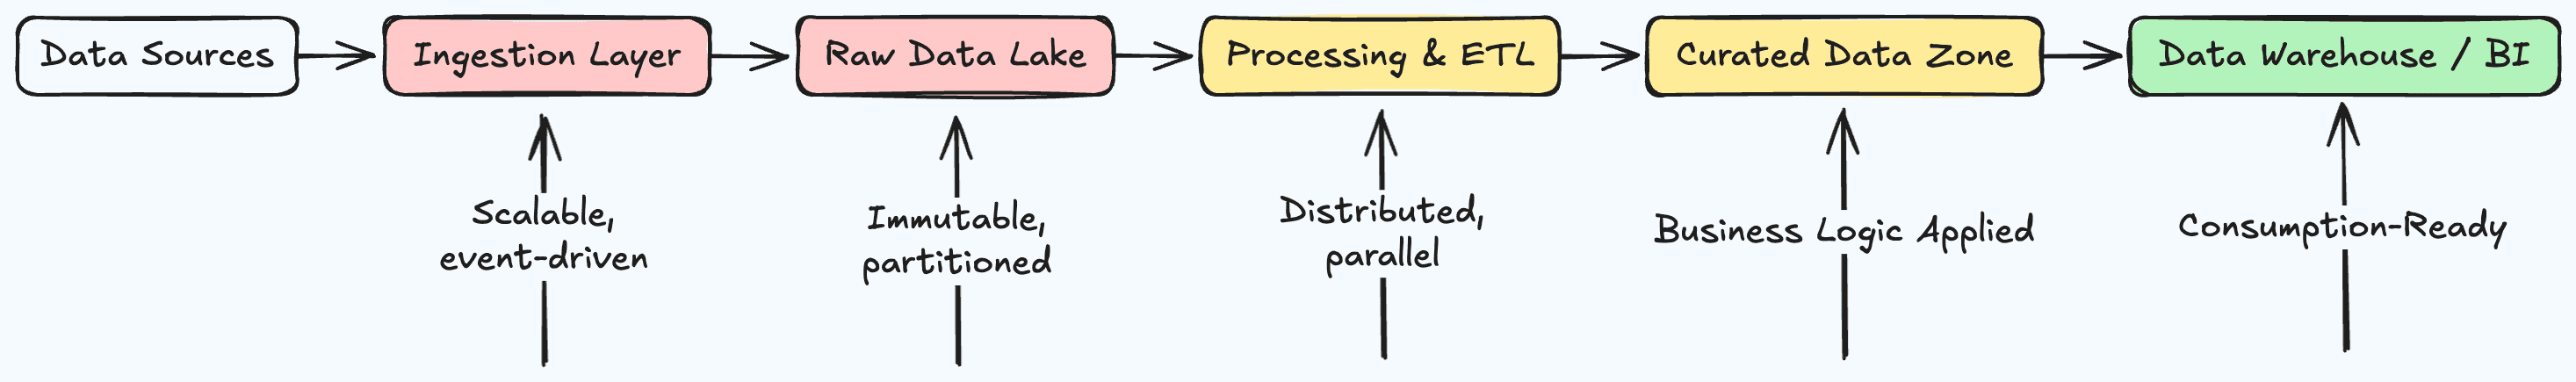 Data Sources
Ingestion Layer
Raw Data Lake
Processing & ETL
Curated Data Zone
Data Warehouse / BI
Scalable,
event-driven
Immutable,
partitioned
Distributed,
parallel
Business Logic Applied
Consumption-Ready